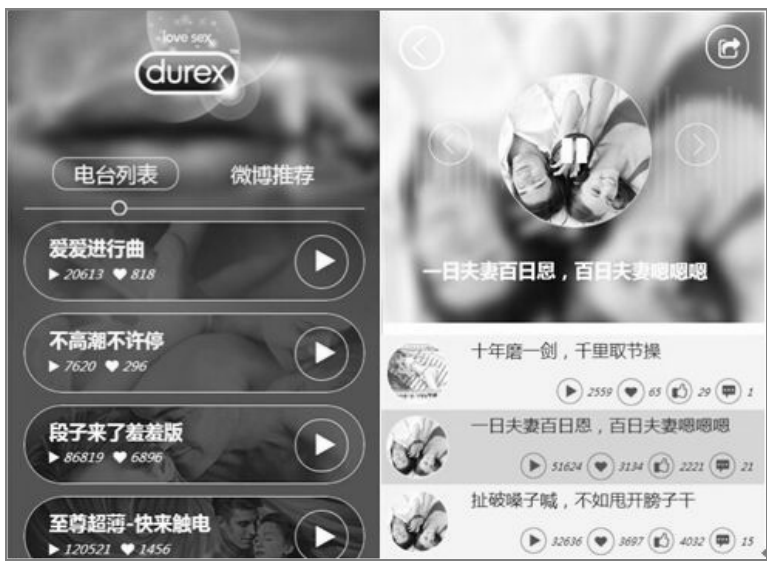 love sex
durex™
电台列表 微博推荐
爱爱进行曲
20613 818
不高潮不许停
7620 296
段子来了羞羞版
86819 6896
至尊超薄-快来触电
120521 1456
一日夫妻百日恩，百日夫妻嗯嗯嗯
十年磨一剑，千里取节操
2559 65 29 1
一日夫妻百日恩，百日夫妻嗯嗯嗯
51624 3134 2221 21
扯破嗓子喊，不如甩开膀子干
32636 3697 4032 15